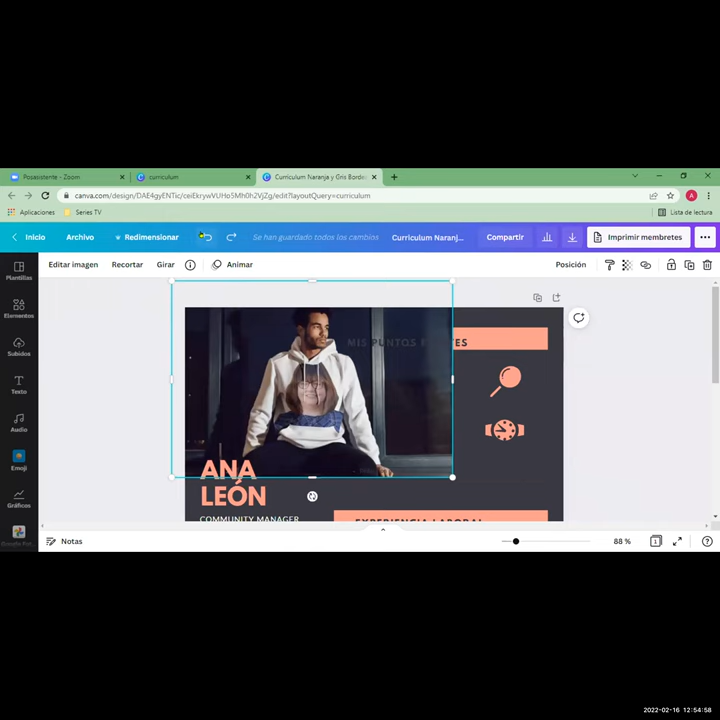 Posasistente - Zoom
curriculum
Curriculum Naranja y Gris Bordes
canva.com/design/DAE4gyENTic/ceiEkrywVUHo5Mh0h2VjZg/edit?layoutQuery=curriculum
A
Aplicaciones
Series TV
Lista de lectura
Inicio
Archivo
Redimensionar
Se han guardado todos los cambios
Curriculum Naranj...
Compartir
Imprimir membretes
Editar imagen
Recortar
Girar
Animar
Posición
Plantillas
Elementos
Subidos
Texto
Audio
Emoji
Gráficos
MIS PUNTOS
ES
ANA
LEÓN
COMMUNITY MANAGER
EXPERIENCIA LABORAL
Notas
88 %
1
2022-02-16 12:54:58